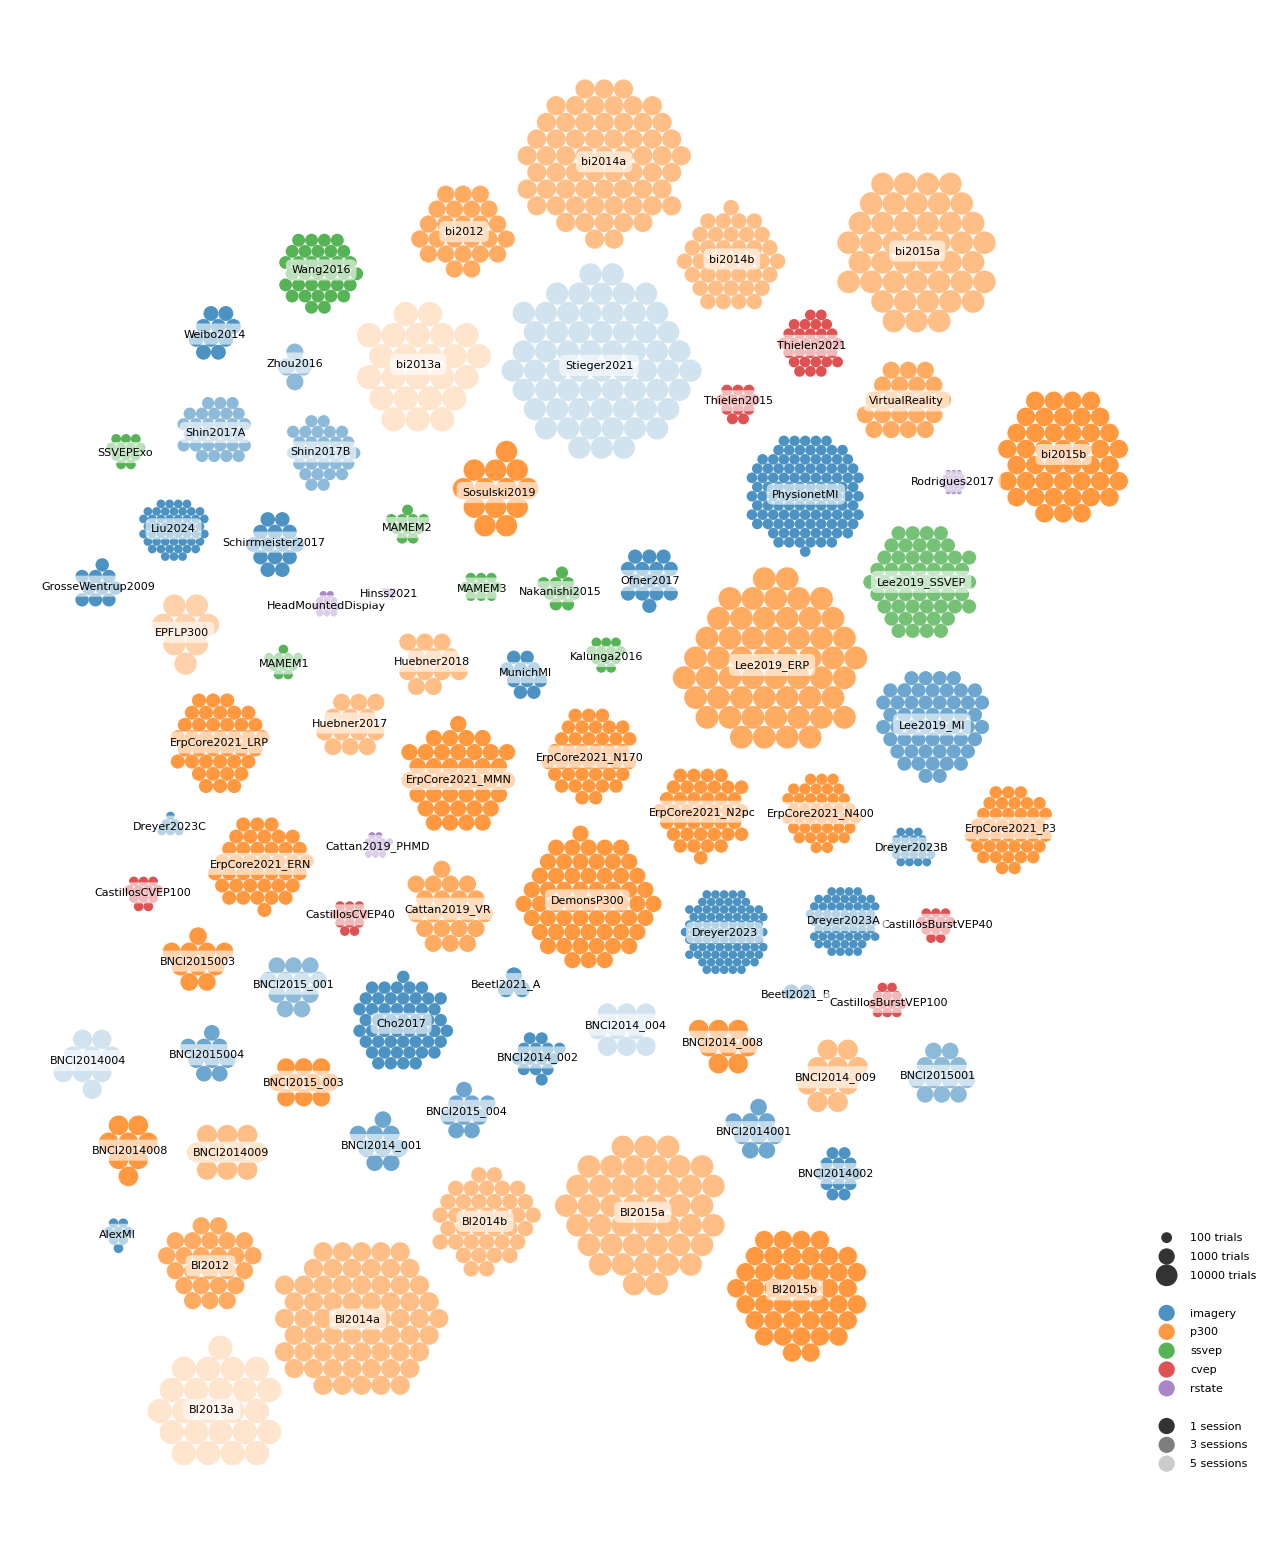 bi2014a
bi2012
bi2014b
bi2015a
Wang2016
Weibo2014
Zhou2016
bi2013a
Stieger2021
Thielen2021
Thielen2015
VirtualReality
Shin2017A
Shin2017B
SSVEPExo
bi2015b
Sosulski2019
PhysionetMI
Rodrigues2017
Liu2024
MAMEM2
Schirrmeister2017
GrosseWentrup2009
Hinss2021
HeadMountedDisplay
MAMEM3
Nakanishi2015
Ofner2017
Lee2019_SSVEP
EPFLP300
MAMEM1
Huebner2018
MunichMI
Kalunga2016
Lee2019_ERP
Huebner2017
Lee2019_MI
ErpCore2021_LRP
ErpCore2021_MMN
ErpCore2021_N170
ErpCore2021_N2pc
ErpCore2021_N400
ErpCore2021_P3
Dreyer2023C
Cattan2019_PHMD
Dreyer2023B
ErpCore2021_ERN
CastillosCVEP100
CastillosCVEP40
Cattan2019_VR
DemonsP300
Dreyer2023
Dreyer2023A
CastillosBurstVEP40
BNCI2015003
BNCI2015_001
Beetl2021_A
Beetl2021_B
CastillosBurstVEP100
Cho2017
BNCI2014_004
BNCI2014_008
BNCI2014004
BNCI2015004
BNCI2014_002
BNCI2015_003
BNCI2014_009
BNCI2015001
BNCI2015_004
BNCI2014_001
BNCI2014001
BNCI2014008
BNCI2014009
BNCI2014002
AlexMI
BI2014b
BI2015a
BI2012
BI2015b
BI2014a
BI2013a
100 trials
1000 trials
10000 trials
imagery
p300
ssvep
cvep
rstate
1 session
3 sessions
5 sessions